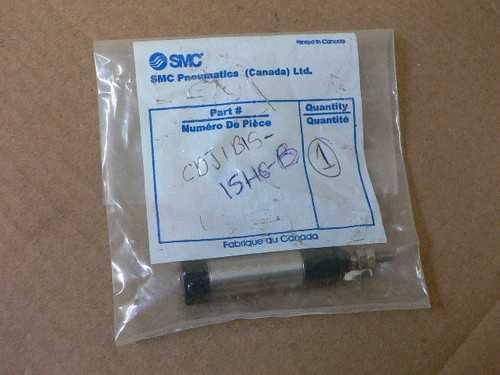 Printed in Canada
SMC
SMC Pneumatics (Canada) Ltd.
Part #
Numéro De Pièce
Quantity
Quantité
CDJ1B15-
15H6-B
1
Fabrique au Canada